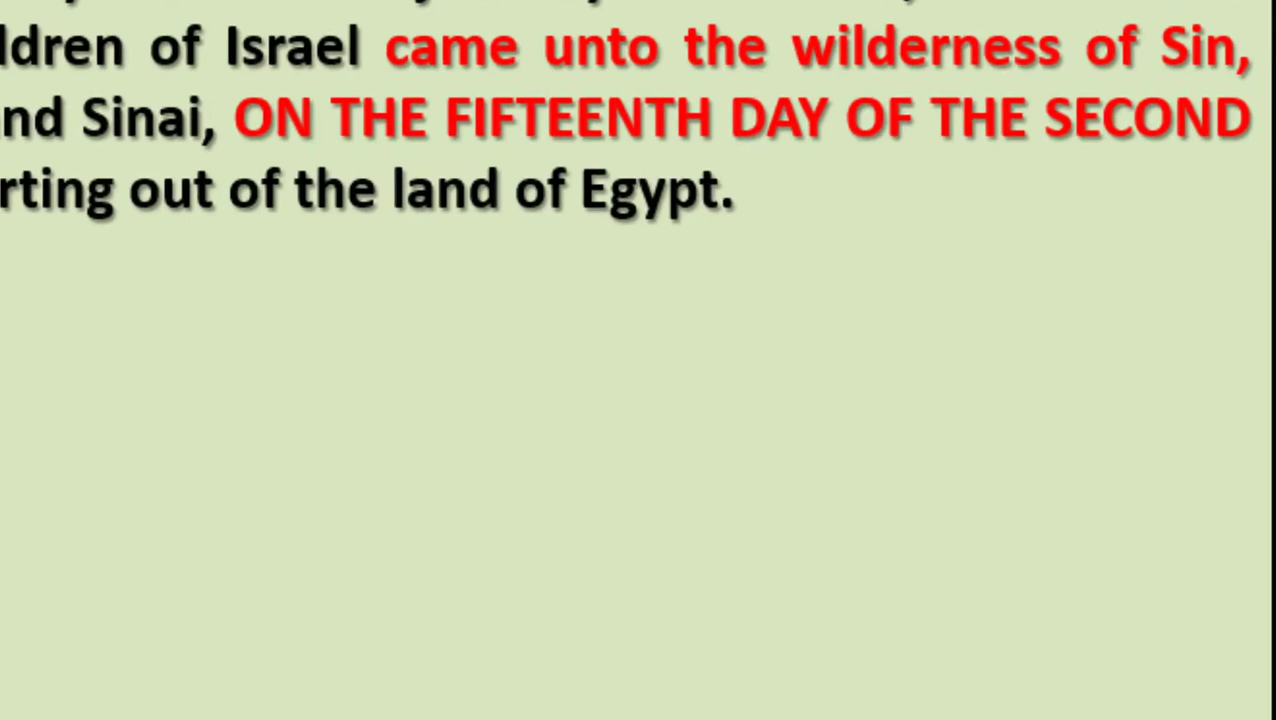 ldren of Israel came unto the wilderness of Sin,
nd Sinai, ON THE FIFTEENTH DAY OF THE SECOND
rting out of the land of Egypt.